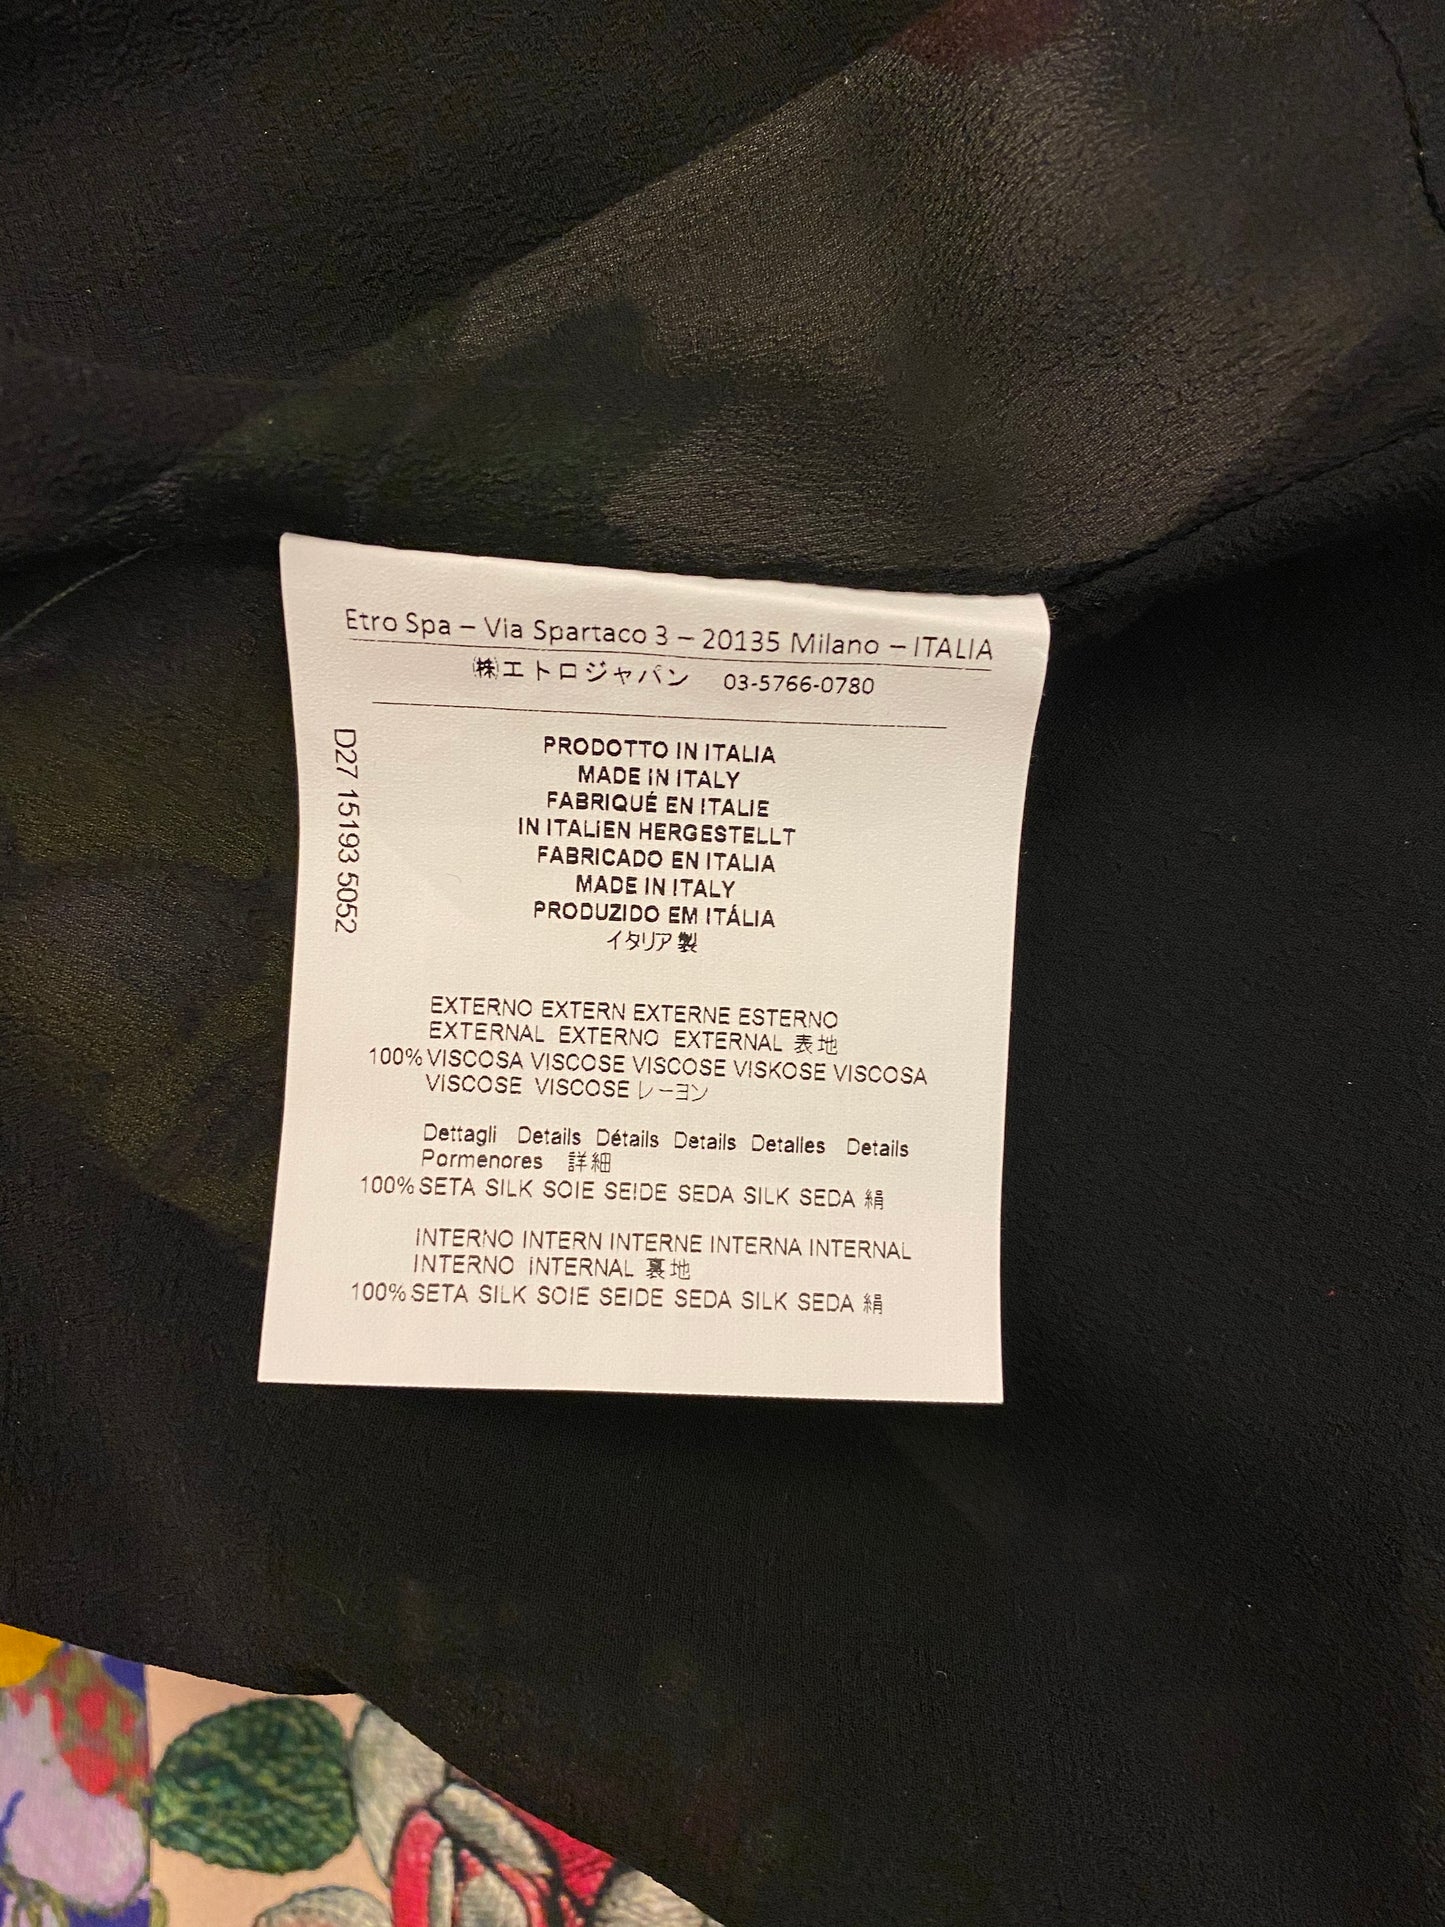 Etro Spa – Via Spartaco 3 – 20135 Milano – ITALIA
㈱エトロジャパン 03-5766-0780
D27 15193 5052
PRODOTTO IN ITALIA
MADE IN ITALY
FABRIQUÉ EN ITALIE
IN ITALIEN HERGESTELLT
FABRICADO EN ITALIA
MADE IN ITALY
PRODUZIDO EM ITÁLIA
イタリア製
EXTERNO EXTERN EXTERNE ESTERNO
EXTERNAL EXTERNO EXTERNAL 表地
100% VISCOSA VISCOSE VISCOSE VISKOSE VISCOSA
VISCOSE VISCOSE レーヨン
Dettagli Details Détails Details Detalles Details
Pormenores 詳細
100% SETA SILK SOIE SEIDE SEDA SILK SEDA 絹
INTERNO INTERN INTERNE INTERNA INTERNAL
INTERNO INTERNAL 裏地
100% SETA SILK SOIE SEIDE SEDA SILK SEDA 絹